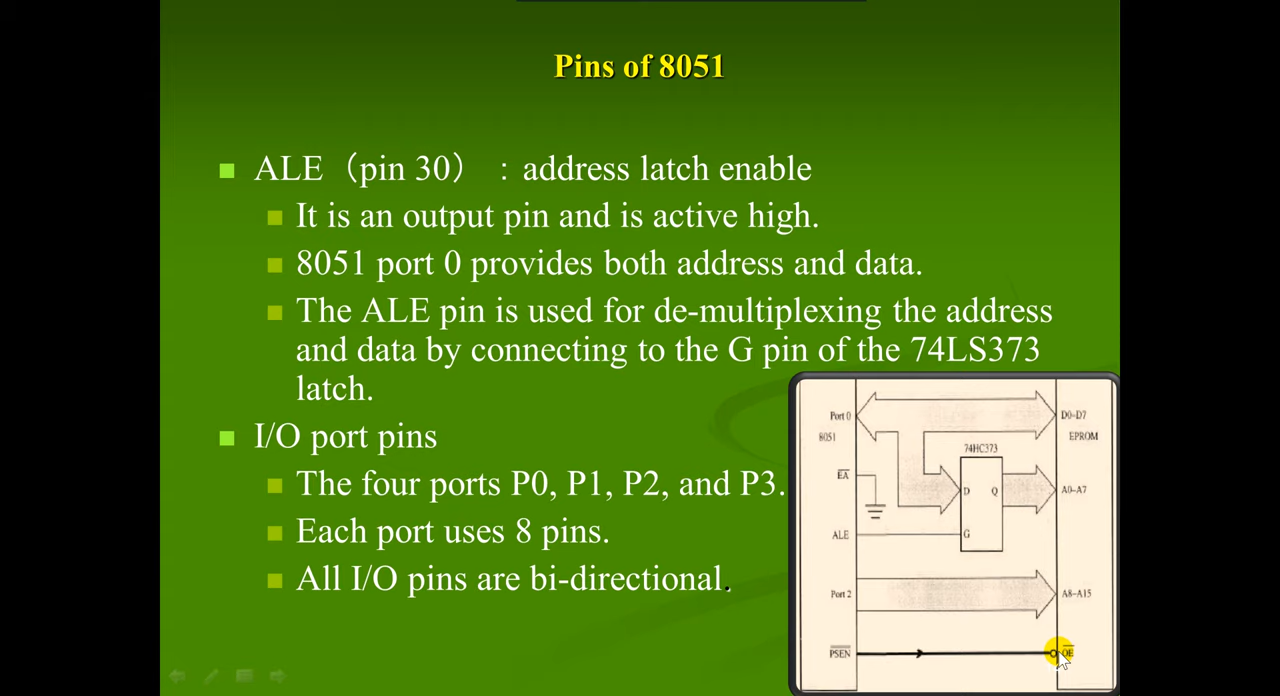 Pins of 8051
ALE（pin 30）：address latch enable
It is an output pin and is active high.
8051 port 0 provides both address and data.
The ALE pin is used for de-multiplexing the address
and data by connecting to the G pin of the 74LS373
latch.
I/O port pins
The four ports P0, P1, P2, and P3.
Each port uses 8 pins.
All I/O pins are bi-directional.
Port 0
D0–D7
8051
EPROM
74HC373
EA
D
Q
A0–A7
ALE
G
Port 2
A8–A15
PSEN
OE